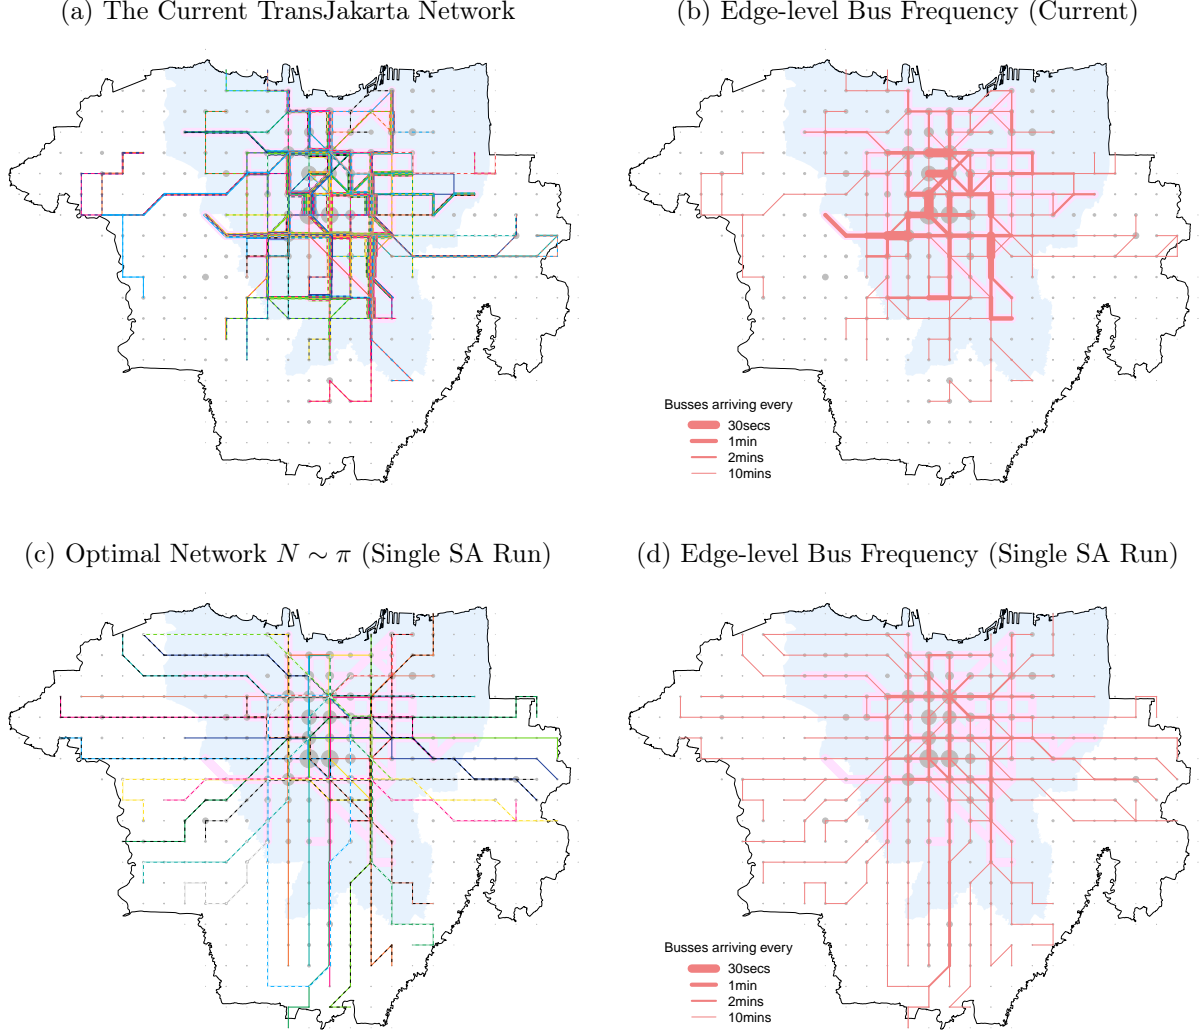 (a) The Current TransJakarta Network
(b) Edge-level Bus Frequency (Current)
Busses arriving every
30secs
1min
2mins
10mins
(c) Optimal Network N ∼ π (Single SA Run)
(d) Edge-level Bus Frequency (Single SA Run)
Busses arriving every
30secs
1min
2mins
10mins